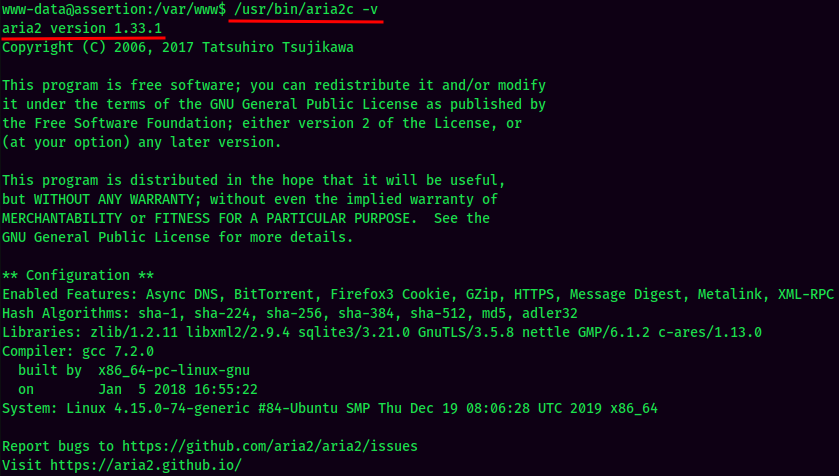 www-data@assertion:/var/www$ /usr/bin/aria2c -v
aria2 version 1.33.1
Copyright (C) 2006, 2017 Tatsuhiro Tsujikawa

This program is free software; you can redistribute it and/or modify
it under the terms of the GNU General Public License as published by
the Free Software Foundation; either version 2 of the License, or
(at your option) any later version.

This program is distributed in the hope that it will be useful,
but WITHOUT ANY WARRANTY; without even the implied warranty of
MERCHANTABILITY or FITNESS FOR A PARTICULAR PURPOSE.  See the
GNU General Public License for more details.

** Configuration **
Enabled Features: Async DNS, BitTorrent, Firefox3 Cookie, GZip, HTTPS, Message Digest, Metalink, XML-RPC
Hash Algorithms: sha-1, sha-224, sha-256, sha-384, sha-512, md5, adler32
Libraries: zlib/1.2.11 libxml2/2.9.4 sqlite3/3.21.0 GnuTLS/3.5.8 nettle GMP/6.1.2 c-ares/1.13.0
Compiler: gcc 7.2.0
  built by  x86_64-pc-linux-gnu
  on        Jan  5 2018 16:55:22
System: Linux 4.15.0-74-generic #84-Ubuntu SMP Thu Dec 19 08:06:28 UTC 2019 x86_64

Report bugs to https://github.com/aria2/aria2/issues
Visit https://aria2.github.io/